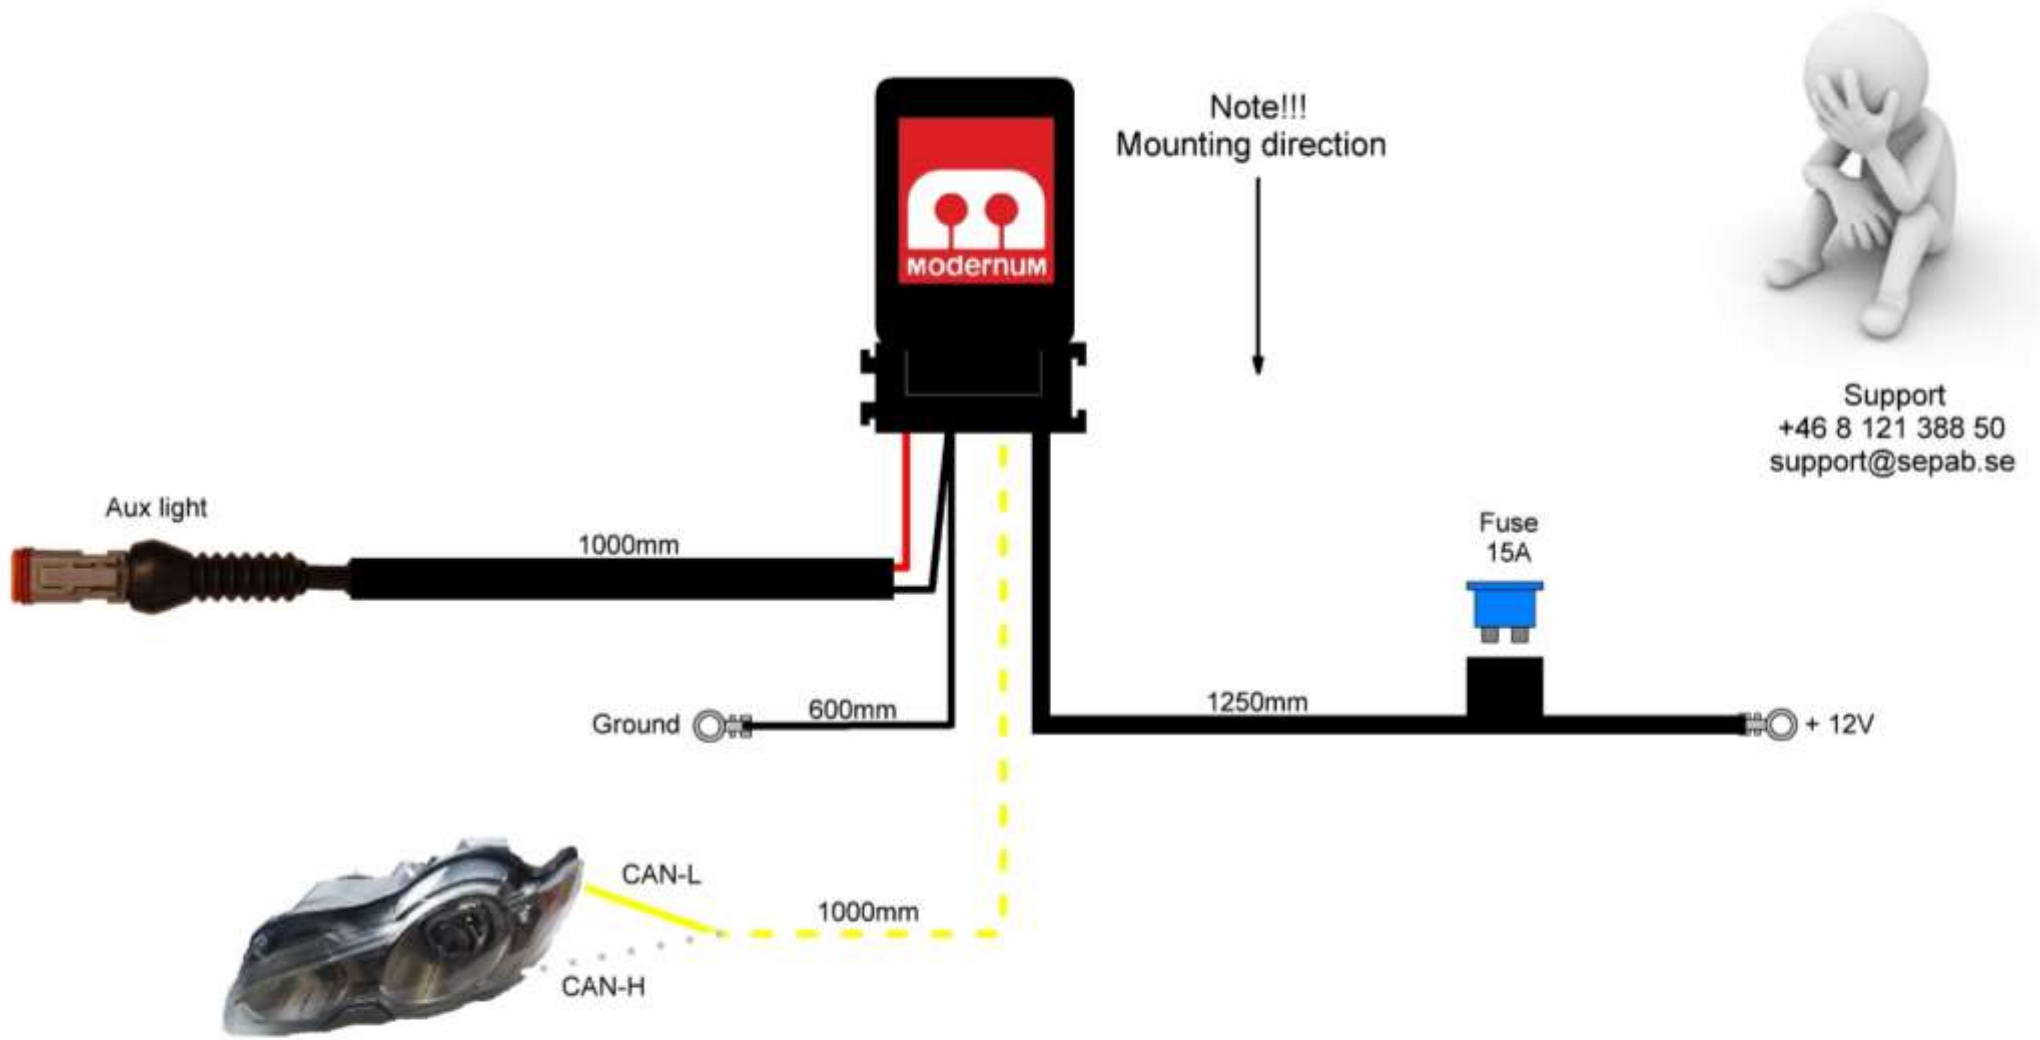 Note!!!
Mounting direction
modernum
Support
+46 8 121 388 50
support@sepab.se
Aux light
1000mm
Fuse
15A
Ground
600mm
1250mm
+ 12V
CAN-L
1000mm
CAN-H